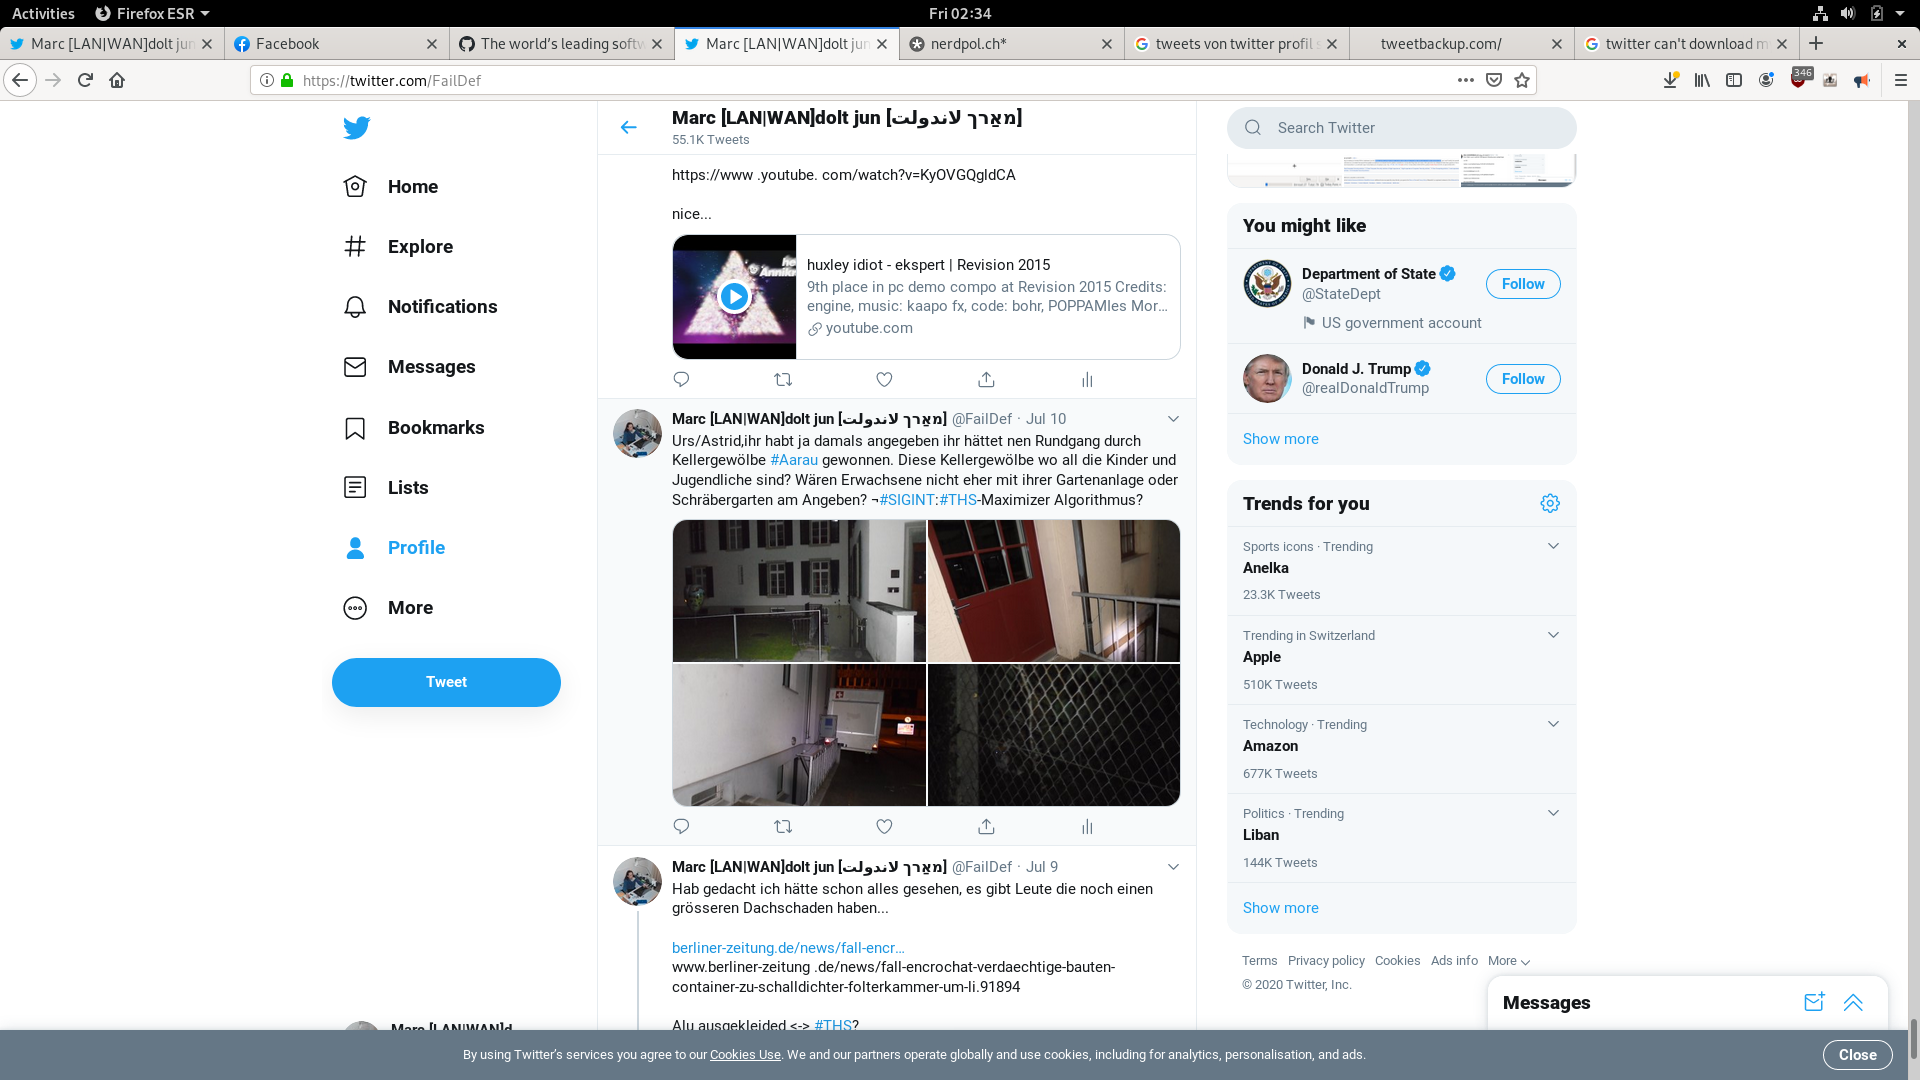 Activities
Firefox ESR
Fri 02:34
Marc [LAN|WAN]dolt jun
Facebook
The world's leading softw
Marc [LAN|WAN]dolt jun
nerdpol.ch*
tweets von twitter profil s
tweetbackup.com/
twitter can't download m
https://twitter.com/FailDef
346
Home
Explore
Notifications
Messages
Bookmarks
Lists
Profile
More
Tweet
Marc [LAN|WAN]d
Marc [LAN|WAN]dolt jun [מאַרך לאנדולת]
55.1K Tweets
https://www .youtube. com/watch?v=KyOVGQgldCA
nice...
huxley idiot - ekspert | Revision 2015
9th place in pc demo compo at Revision 2015 Credits:
engine, music: kaapo fx, code: bohr, POPPAMIes Mor...
youtube.com
Marc [LAN|WAN]dolt jun [מאַרך לאנדולת] @FailDef · Jul 10
Urs/Astrid,ihr habt ja damals angegeben ihr hättet nen Rundgang durch
Kellergewölbe #Aarau gewonnen. Diese Kellergewölbe wo all die Kinder und
Jugendliche sind? Wären Erwachsene nicht eher mit ihrer Gartenanlage oder
Schräbergarten am Angeben? ¬#SIGINT:#THS-Maximizer Algorithmus?
Marc [LAN|WAN]dolt jun [מאַרך לאנדולת] @FailDef · Jul 9
Hab gedacht ich hätte schon alles gesehen, es gibt Leute die noch einen
grösseren Dachschaden haben...
berliner-zeitung.de/news/fall-encr...
www.berliner-zeitung .de/news/fall-encrochat-verdaechtige-bauten-
container-zu-schalldichter-folterkammer-um-li.91894
Alu ausgekleided <-> #THS?
Search Twitter
You might like
Department of State
@StateDept
US government account
Follow
Donald J. Trump
@realDonaldTrump
Follow
Show more
Trends for you
Sports icons · Trending
Anelka
23.3K Tweets
Trending in Switzerland
Apple
510K Tweets
Technology · Trending
Amazon
677K Tweets
Politics · Trending
Liban
144K Tweets
Show more
Terms Privacy policy Cookies Ads info More
© 2020 Twitter, Inc.
Messages
By using Twitter's services you agree to our Cookies Use. We and our partners operate globally and use cookies, including for analytics, personalisation, and ads.
Close